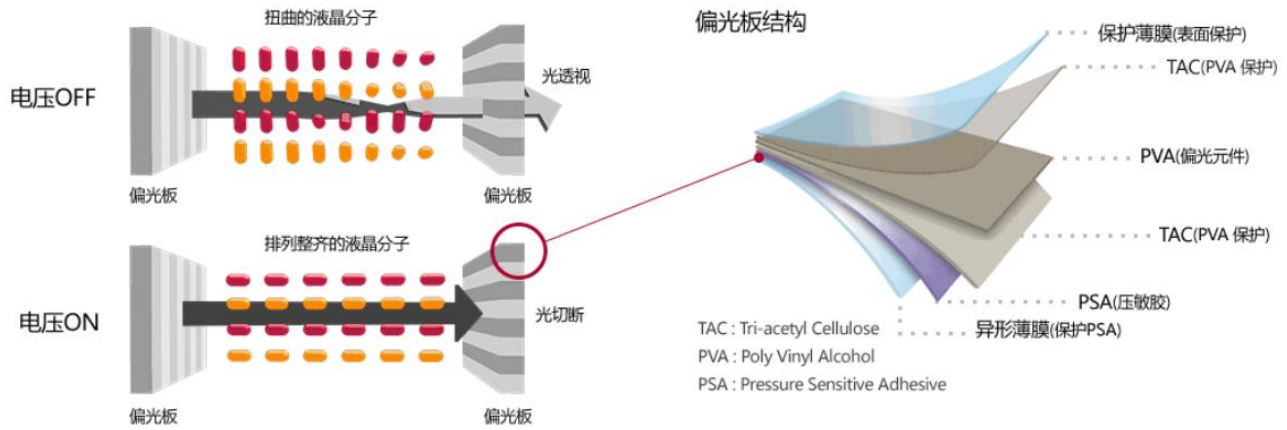 扭曲的液晶分子
电压OFF
光透视
偏光板
偏光板
排列整齐的液晶分子
电压ON
光切断
偏光板
偏光板
偏光板结构
保护薄膜(表面保护)
TAC(PVA 保护)
PVA(偏光元件)
TAC(PVA 保护)
PSA(压敏胶)
异形薄膜(保护PSA)
TAC : Tri-acetyl Cellulose
PVA : Poly Vinyl Alcohol
PSA : Pressure Sensitive Adhesive